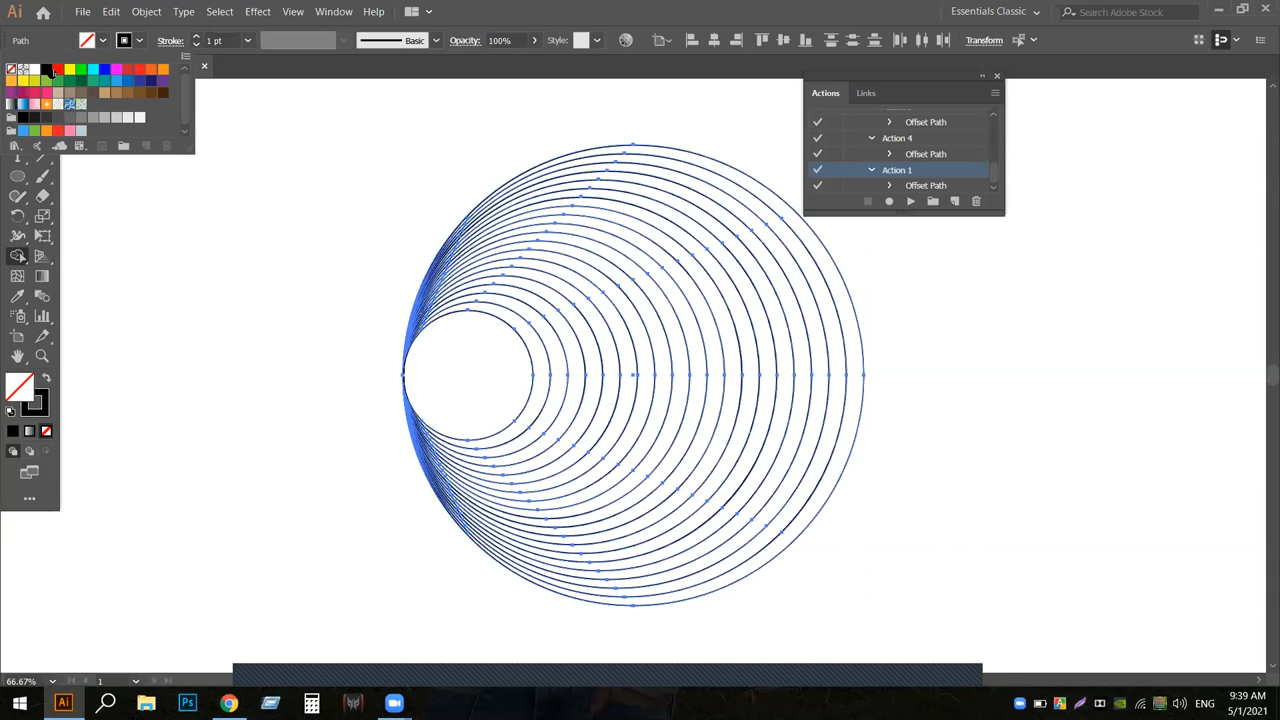 Ai File Edit Object Type Select Effect View Window Help Essentials Classic Search Adobe Stock
Path Stroke: 1 pt Basic Opacity: 100% Style: Transform
Actions Links
Offset Path
Action 4
Offset Path
Action 1
Offset Path
66.67% 1
Ai Ps ENG 9:39 AM
5/1/2021